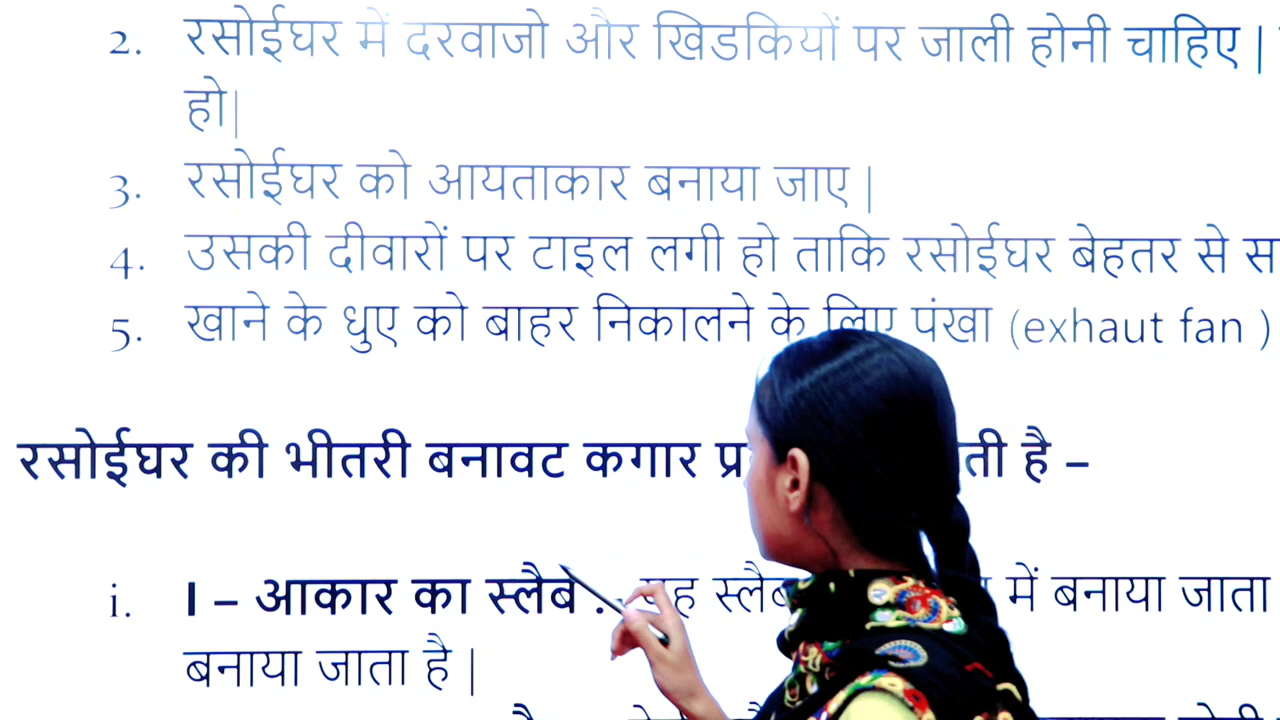 2. रसोईघर में दरवाजो और खिडकियों पर जाली होनी चाहिए |
हो|
3. रसोईघर को आयताकार बनाया जाए |
4. उसकी दीवारों पर टाइल लगी हो ताकि रसोईघर बेहतर से
5. खाने के धुए को बाहर निकालने के लिए पंखा (exhaut fan )
रसोईघर की भीतरी बनावट कगार है –
i. I – आकार का स्लैब . में बनाया जाता
बनाया जाता है |